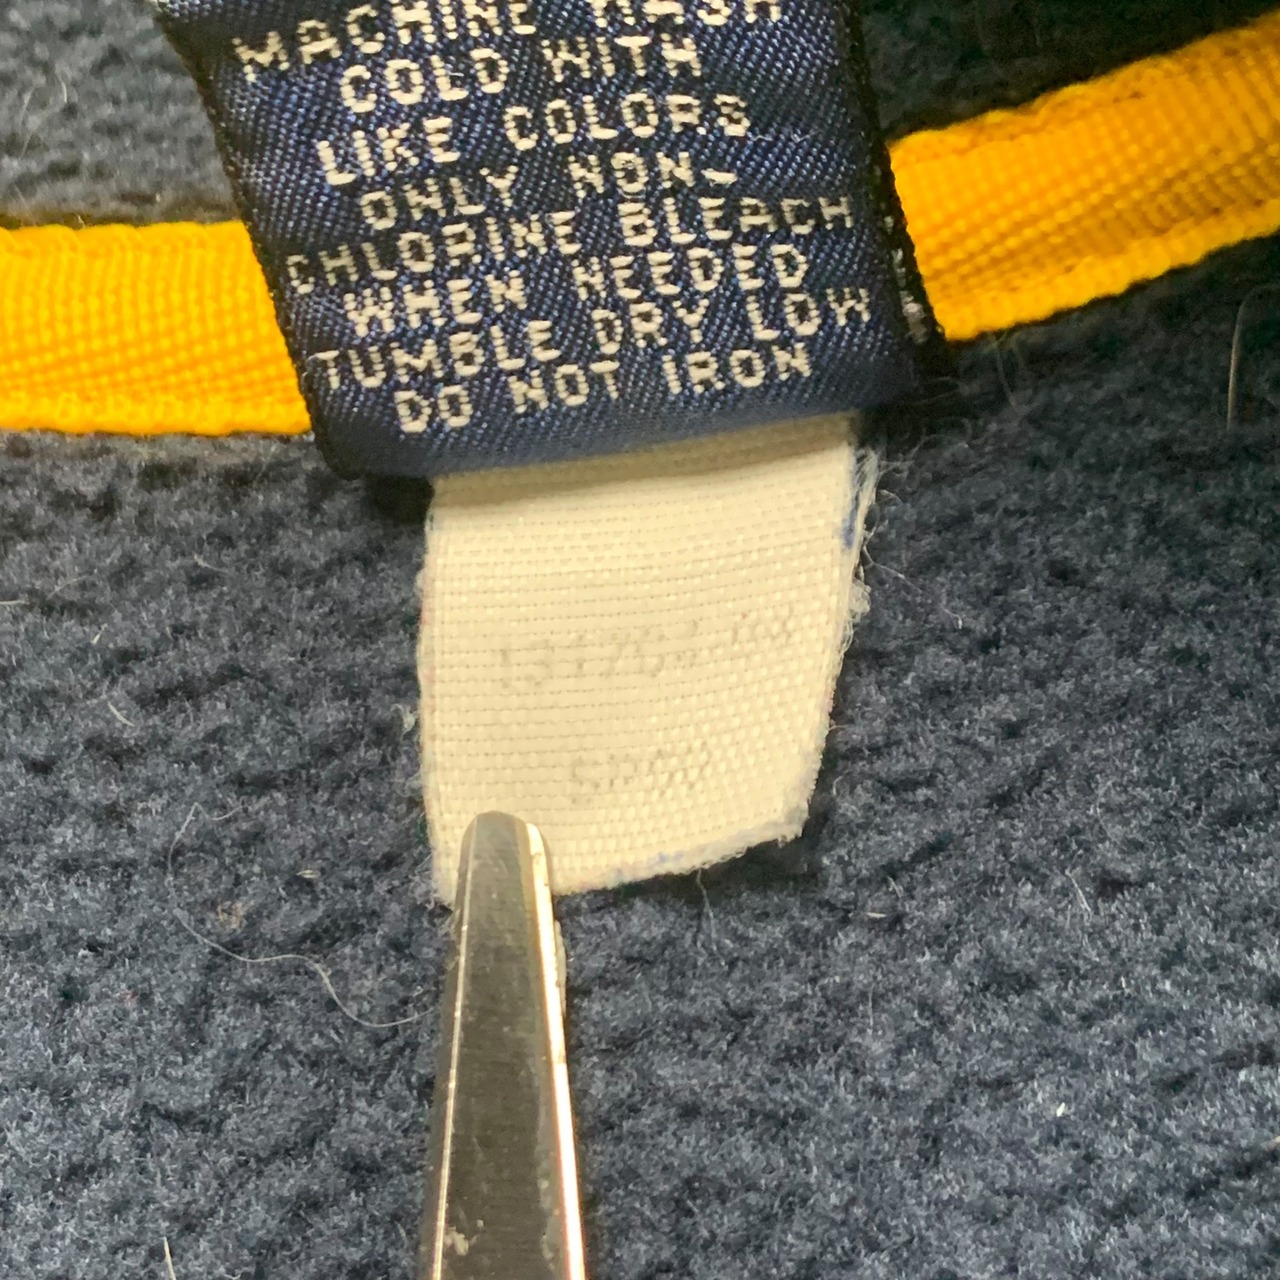 MACHINE WASH
COLD WITH
LIKE COLORS
ONLY NON-
CHLORINE BLEACH
WHEN NEEDED
TUMBLE DRY LOW
DO NOT IRON